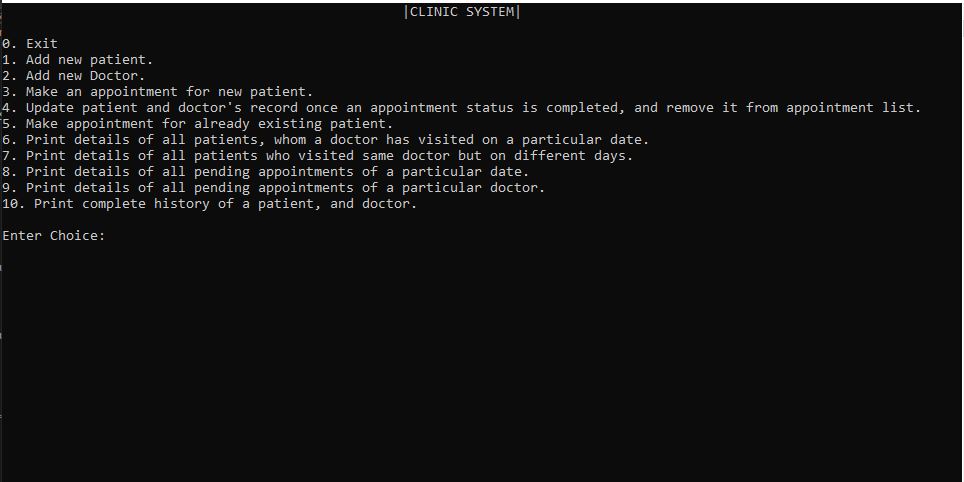 |CLINIC SYSTEM|
0. Exit
1. Add new patient.
2. Add new Doctor.
3. Make an appointment for new patient.
4. Update patient and doctor's record once an appointment status is completed, and remove it from appointment list.
5. Make appointment for already existing patient.
6. Print details of all patients, whom a doctor has visited on a particular date.
7. Print details of all patients who visited same doctor but on different days.
8. Print details of all pending appointments of a particular date.
9. Print details of all pending appointments of a particular doctor.
10. Print complete history of a patient, and doctor.
Enter Choice: